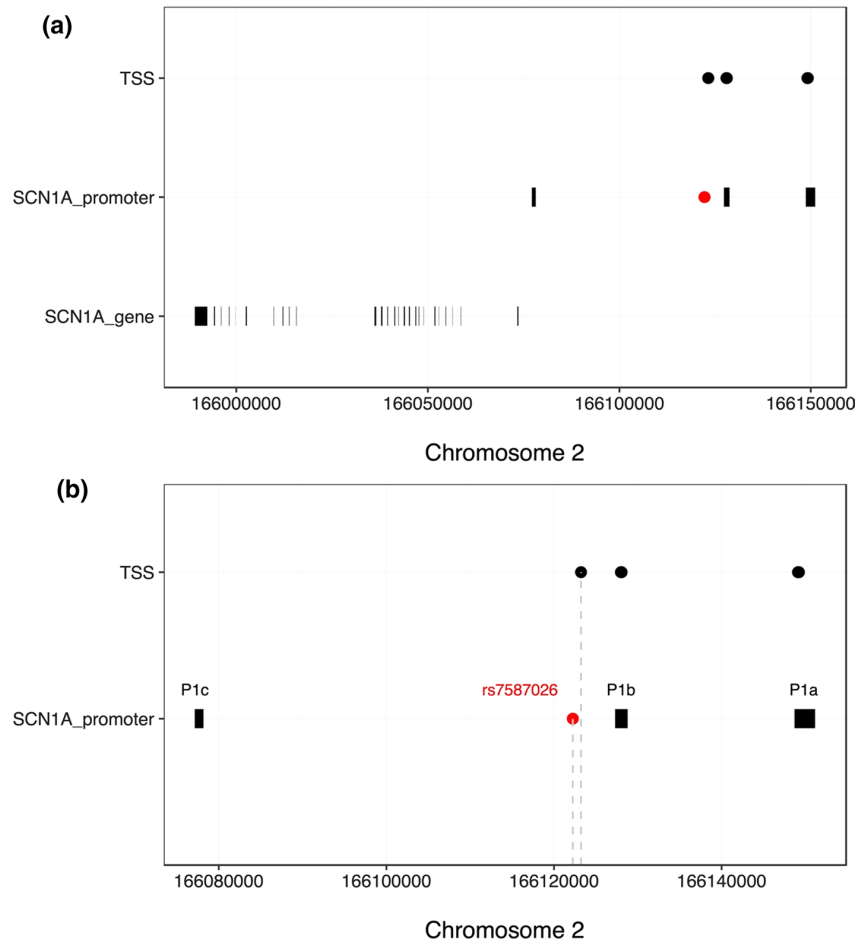 (a)
TSS
SCN1A_promoter
SCN1A_gene
166000000 166050000 166100000 166150000
Chromosome 2
(b)
TSS
P1c rs7587026 P1b P1a
SCN1A_promoter
166080000 166100000 166120000 166140000
Chromosome 2